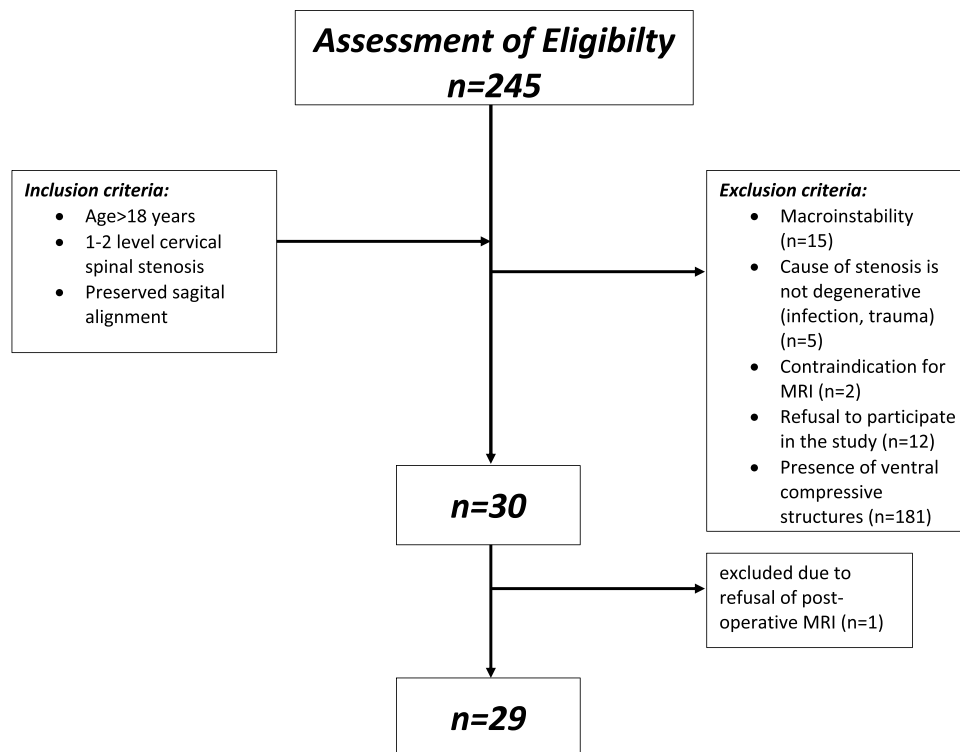 Assessment of Eligibilty
n=245
Inclusion criteria:
• Age>18 years
• 1-2 level cervical
spinal stenosis
• Preserved sagital
alignment
Exclusion criteria:
• Macroinstability
(n=15)
• Cause of stenosis is
not degenerative
(infection, trauma)
(n=5)
• Contraindication for
MRI (n=2)
• Refusal to participate
in the study (n=12)
• Presence of ventral
compressive
structures (n=181)
n=30
excluded due to
refusal of post-
operative MRI (n=1)
n=29